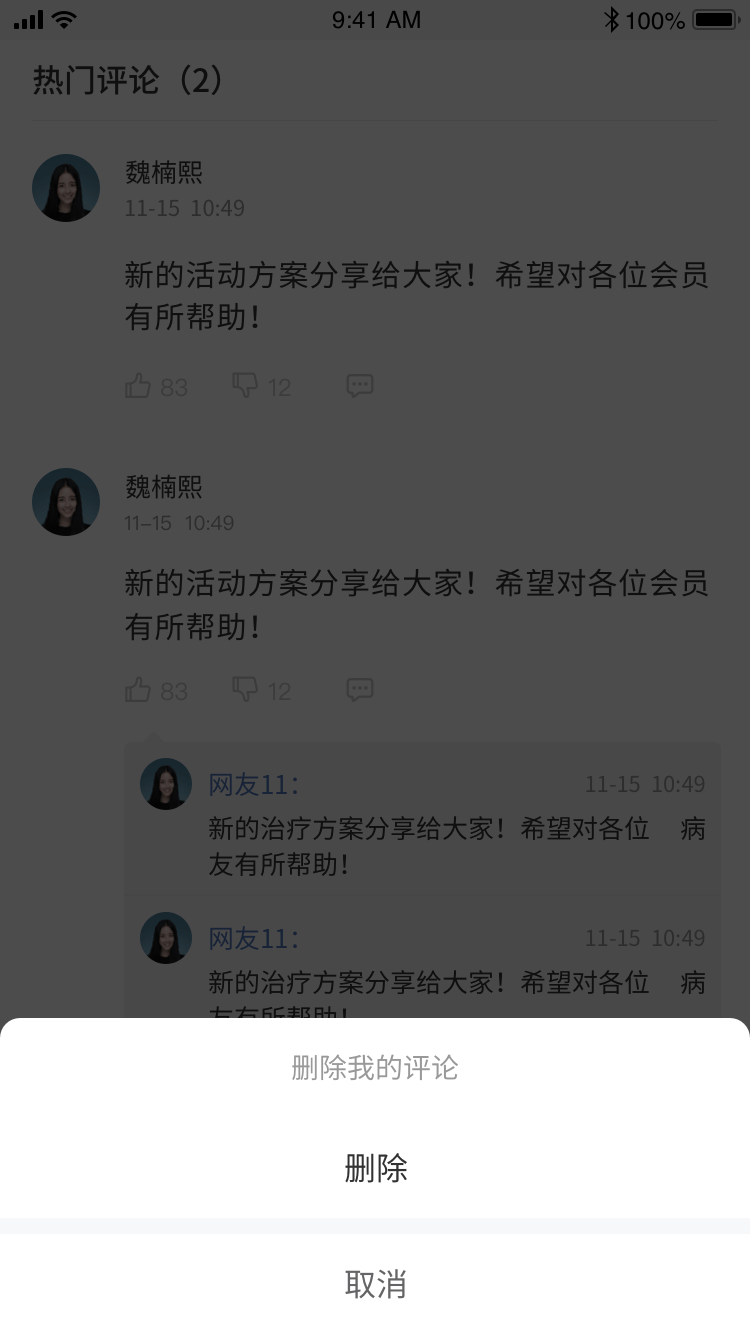 9:41 AM
100%
热门评论（2）
魏楠熙
11-15 10:49
新的活动方案分享给大家！希望对各位会员
有所帮助！
83
12
魏楠熙
11-15 10:49
新的活动方案分享给大家！希望对各位会员
有所帮助！
83
12
网友11：
11-15 10:49
新的治疗方案分享给大家！希望对各位 病
友有所帮助！
网友11：
11-15 10:49
新的治疗方案分享给大家！希望对各位 病
友有所帮助！
删除我的评论
删除
取消